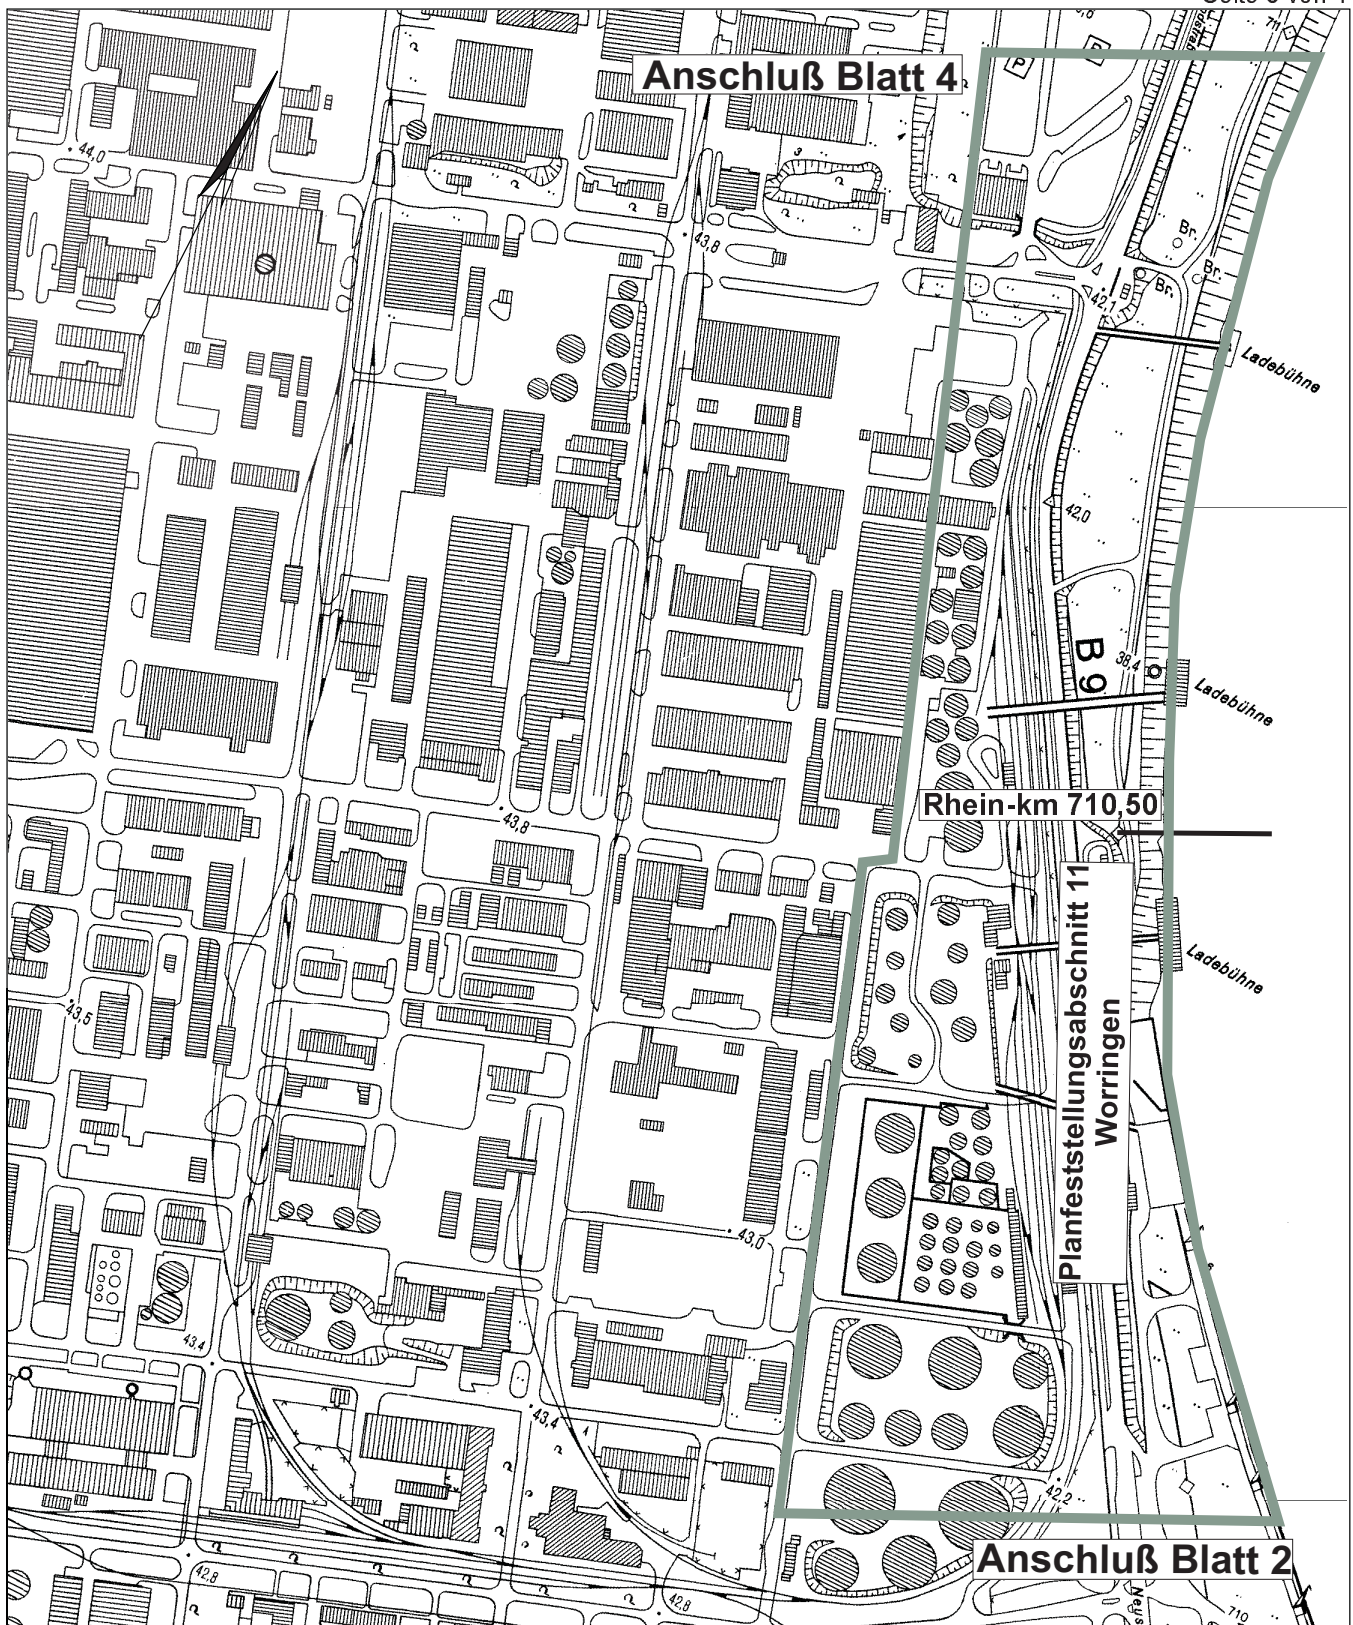 711
Anschluß Blatt 4
P
P
44,0
43,8
Br.
Br.
Br.
42,1
Ladebühne
42,0
B 9
38,4
Ladebühne
Rhein-km 710,50
43,8
Planfeststellungsabschnitt 11
Worringen
Ladebühne
43,5
43,0
43,4
43,4
42,2
Anschluß Blatt 2
42,8
42,8
710